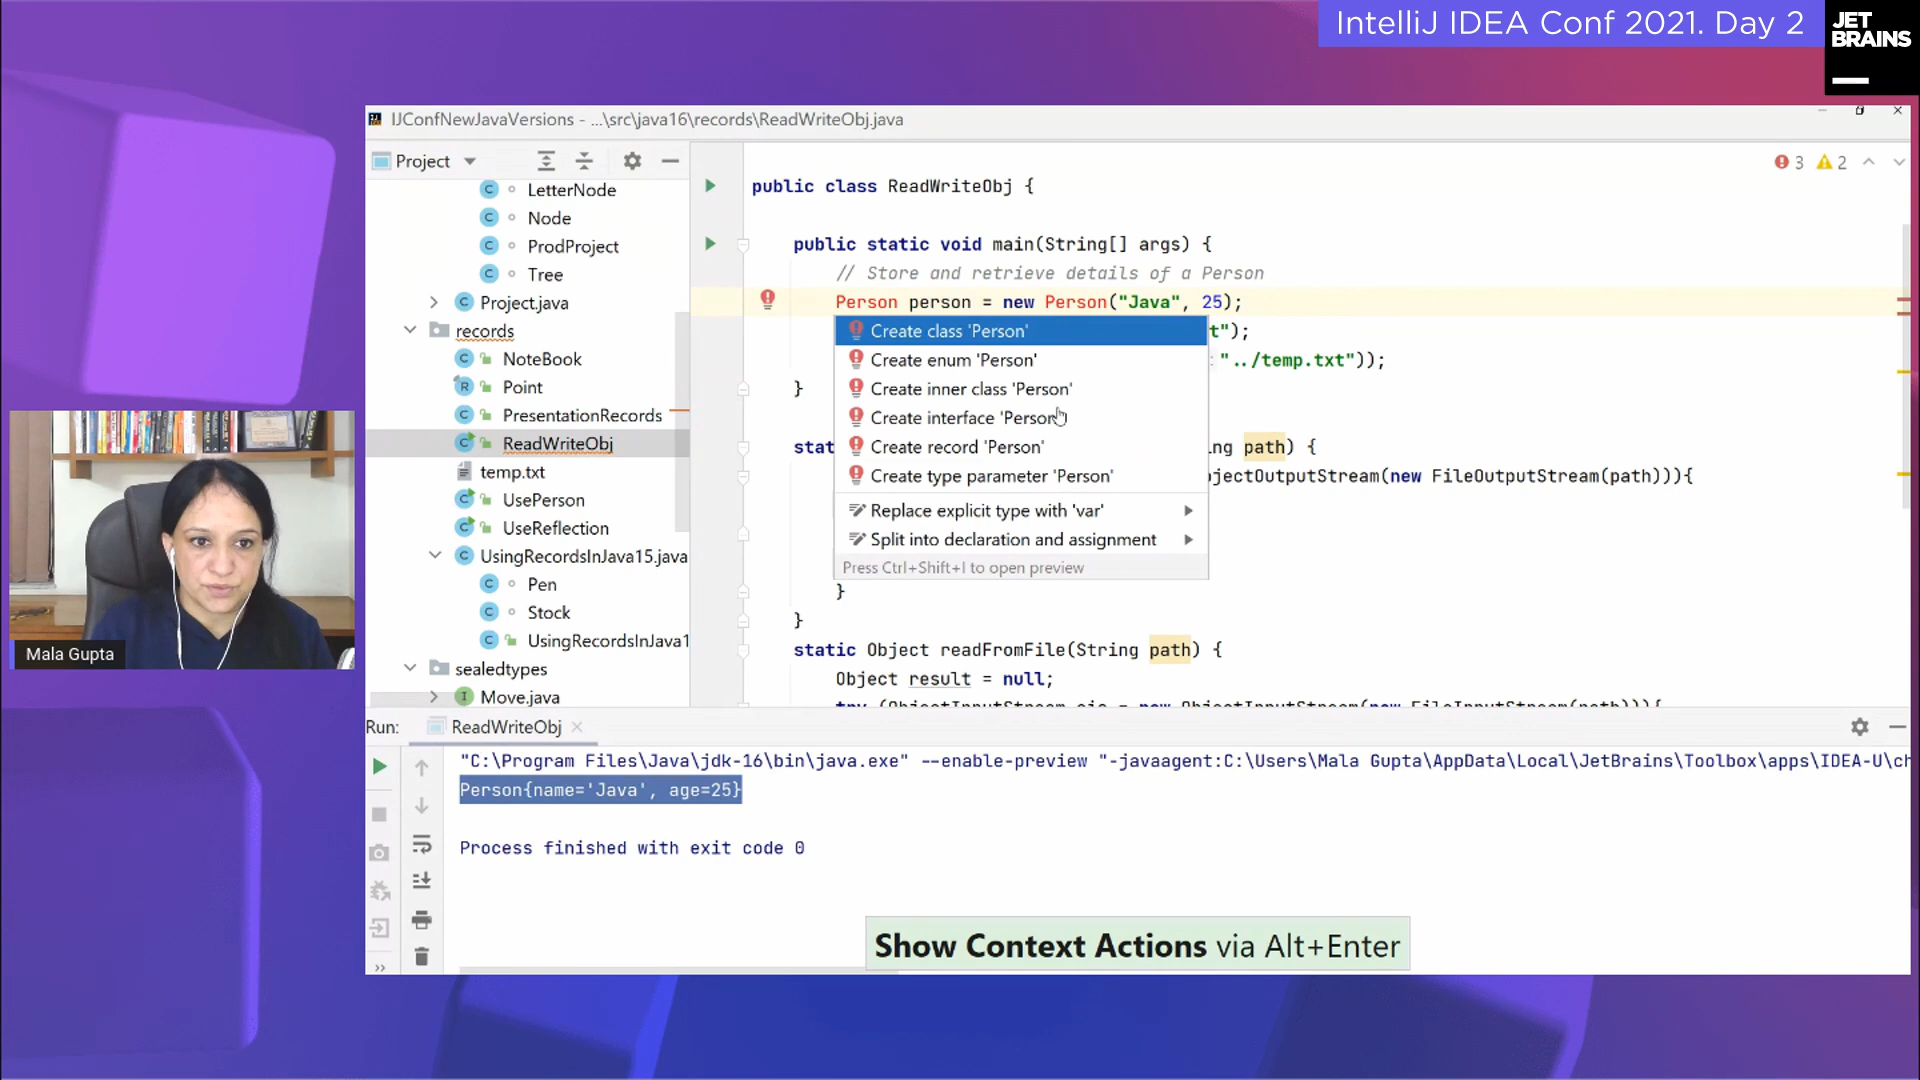 IntelliJ IDEA Conf 2021. Day 2
JET
BRAINS
IJConfNewJavaVersions - ...\src\java16\records\ReadWriteObj.java
Project
LetterNode
Node
ProdProject
Tree
Project.java
records
NoteBook
Point
PresentationRecords
ReadWriteObj
temp.txt
UsePerson
UseReflection
UsingRecordsInJava15.java
Pen
Stock
UsingRecordsInJava1
sealedtypes
Move.java
3 2
public class ReadWriteObj {
public static void main(String[] args) {
// Store and retrieve details of a Person
Person person = new Person("Java", 25);
t");
: "../temp.txt"));
}
stat
ng path) {
jectOutputStream(new FileOutputStream(path))){
}
}
static Object readFromFile(String path) {
Object result = null;
try (ObjectInputStream ois = new ObjectInputStream(new FileInputStream(path))){
Create class 'Person'
Create enum 'Person'
Create inner class 'Person'
Create interface 'Person'
Create record 'Person'
Create type parameter 'Person'
Replace explicit type with 'var'
Split into declaration and assignment
Press Ctrl+Shift+I to open preview
Mala Gupta
Run: ReadWriteObj
"C:\Program Files\Java\jdk-16\bin\java.exe" --enable-preview "-javaagent:C:\Users\Mala Gupta\AppData\Local\JetBrains\Toolbox\apps\IDEA-U\ch
Person{name='Java', age=25}
Process finished with exit code 0
Show Context Actions via Alt+Enter